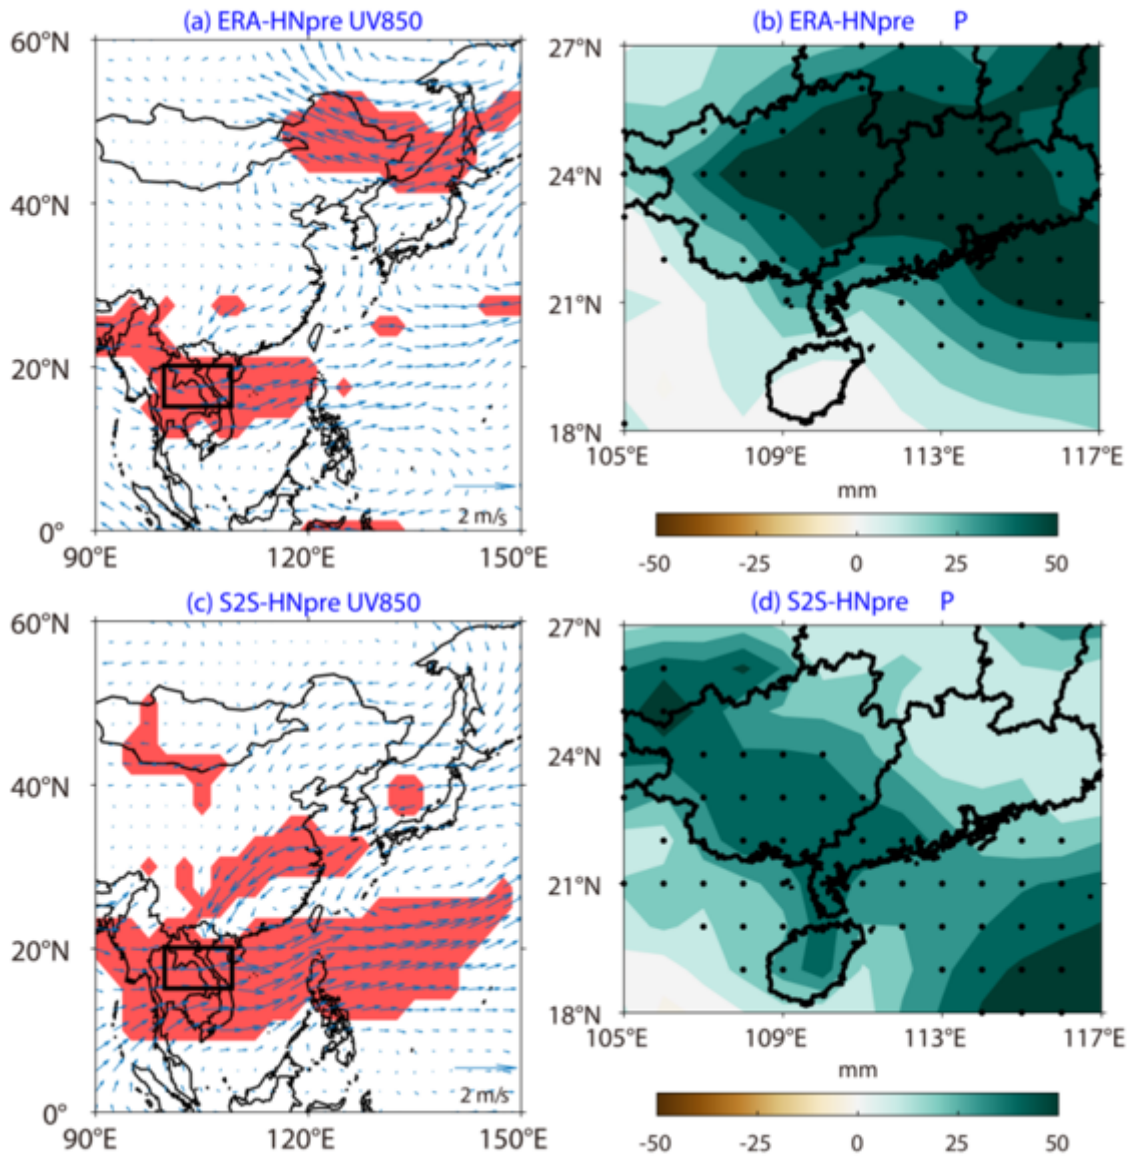 (a) ERA-HNpre UV850
60°N
40°N
20°N
0°
90°E 120°E 150°E
2 m/s
(b) ERA-HNpre P
27°N
24°N
21°N
18°N
105°E 109°E 113°E 117°E
mm
-50 -25 0 25 50
(c) S2S-HNpre UV850
60°N
40°N
20°N
0°
90°E 120°E 150°E
2 m/s
(d) S2S-HNpre P
27°N
24°N
21°N
18°N
105°E 109°E 113°E 117°E
mm
-50 -25 0 25 50